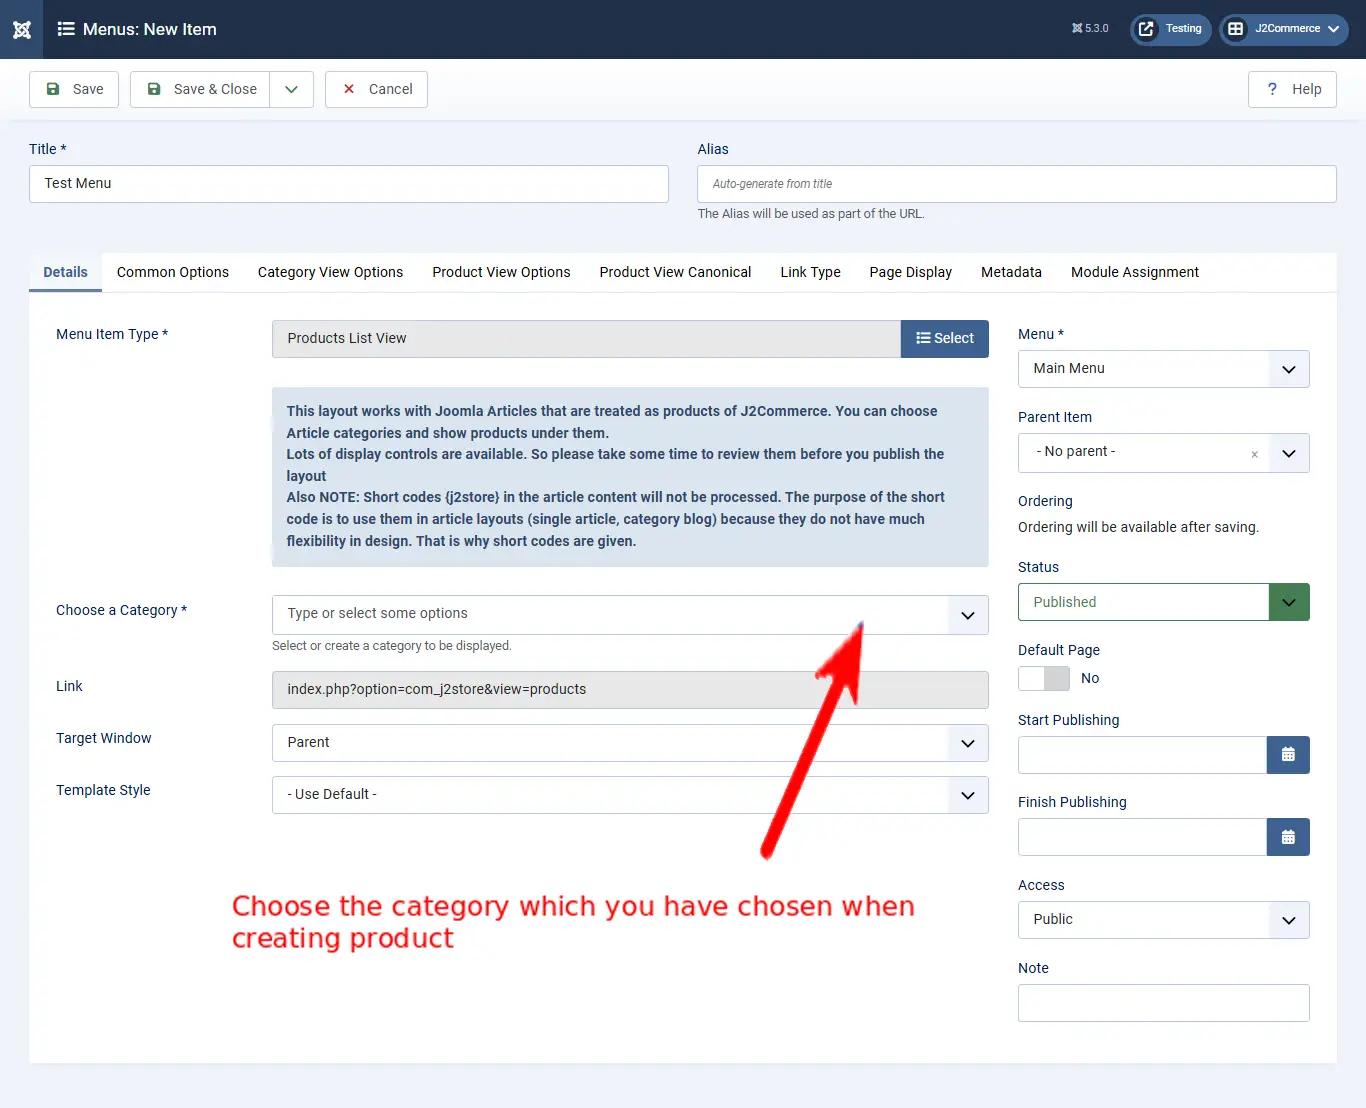 Menus: New Item
5.3.0
Testing
J2Commerce
Save
Save & Close
Cancel
? Help
Title *
Alias
Test Menu
Auto-generate from title
The Alias will be used as part of the URL.
Details
Common Options
Category View Options
Product View Options
Product View Canonical
Link Type
Page Display
Metadata
Module Assignment
Menu Item Type *
Products List View
Select
This layout works with Joomla Articles that are treated as products of J2Commerce. You can choose
Article categories and show products under them.
Lots of display controls are available. So please take some time to review them before you publish the
layout
Also NOTE: Short codes {j2store} in the article content will not be processed. The purpose of the short
code is to use them in article layouts (single article, category blog) because they do not have much
flexibility in design. That is why short codes are given.
Choose a Category *
Type or select some options
Select or create a category to be displayed.
Link
index.php?option=com_j2store&view=products
Target Window
Parent
Template Style
- Use Default -
Choose the category which you have chosen when
creating product
Menu *
Main Menu
Parent Item
- No parent -
×
Ordering
Ordering will be available after saving.
Status
Published
Default Page
No
Start Publishing
Finish Publishing
Access
Public
Note